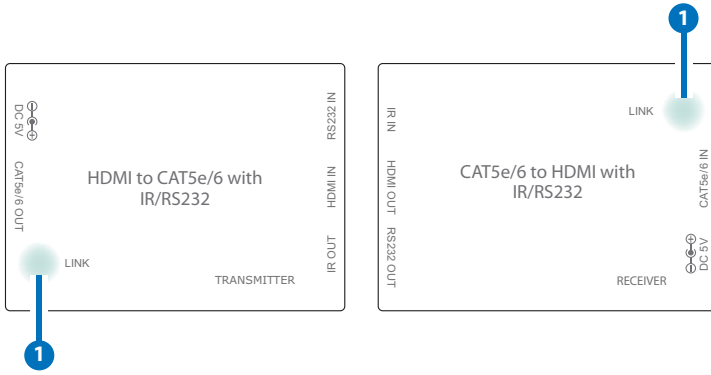 1
DC 5V
CAT5e/6 OUT
LINK
HDMI to CAT5e/6 with
IR/RS232
TRANSMITTER
RS232 IN
HDMI IN
IR OUT
1
IR IN
HDMI OUT
RS232 OUT
CAT5e/6 to HDMI with
IR/RS232
LINK
RECEIVER
CAT5e/6 IN
DC 5V